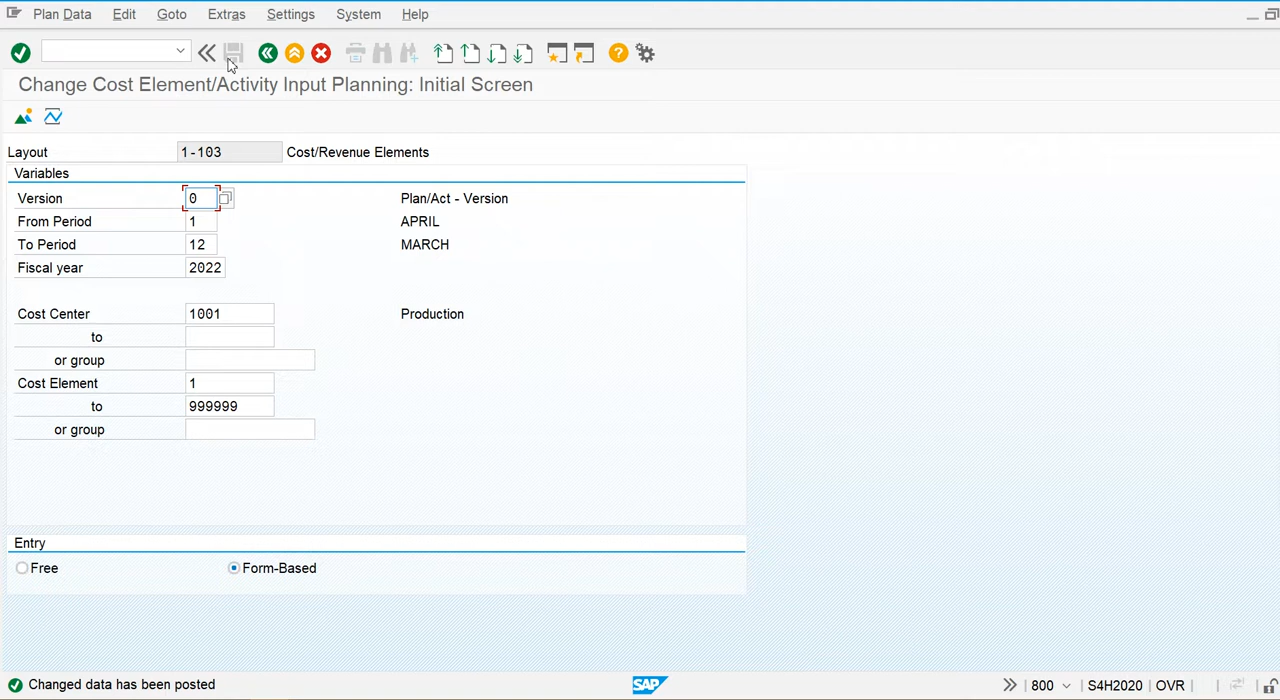 Plan Data Edit Goto Extras Settings System Help
Change Cost Element/Activity Input Planning: Initial Screen
Layout 1-103 Cost/Revenue Elements
Variables
Version 0 Plan/Act - Version
From Period 1 APRIL
To Period 12 MARCH
Fiscal year 2022
Cost Center 1001 Production
to
or group
Cost Element 1
to 999999
or group
Entry
Free Form-Based
Changed data has been posted SAP 800 S4H2020 OVR